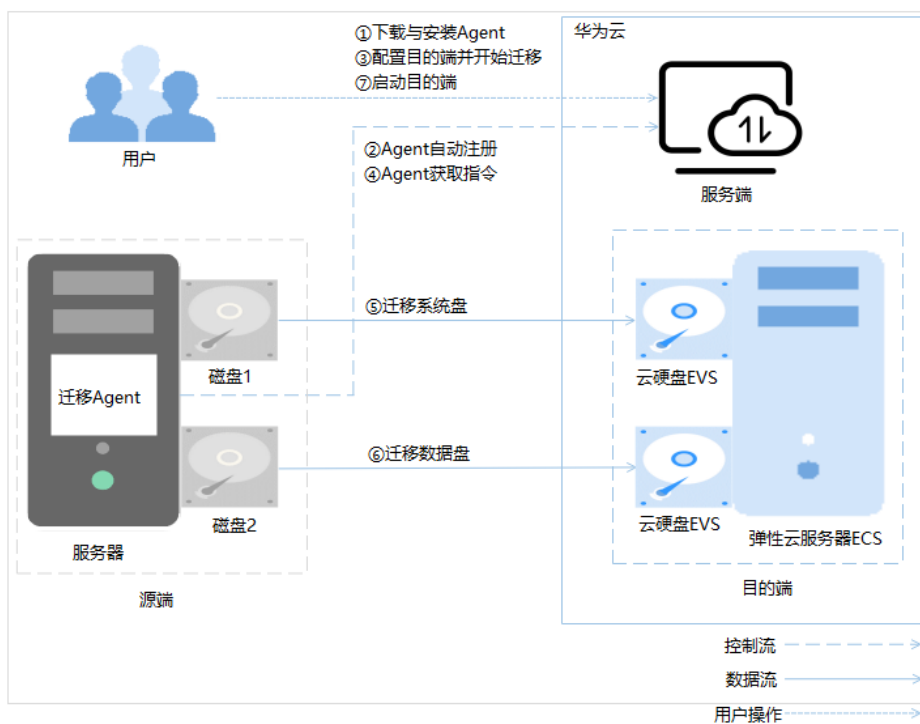 ①下载与安装Agent
③配置目的端并开始迁移
⑦启动目的端
华为云
用户
②Agent自动注册
④Agent获取指令
服务端
⑤迁移系统盘
磁盘1
云硬盘EVS
迁移Agent
⑥迁移数据盘
磁盘2
云硬盘EVS
服务器
弹性云服务器ECS
源端
目的端
控制流
数据流
用户操作